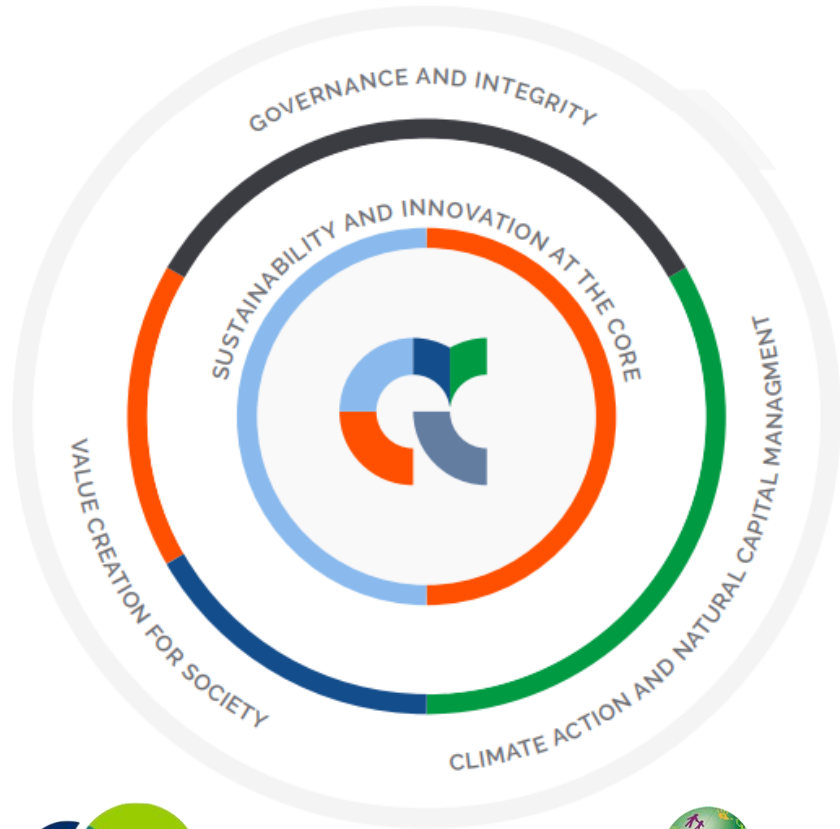 GOVERNANCE AND INTEGRITY
SUSTAINABILITY AND INNOVATION AT THE CORE
VALUE CREATION FOR SOCIETY
CLIMATE ACTION AND NATURAL CAPITAL MANAGMENT